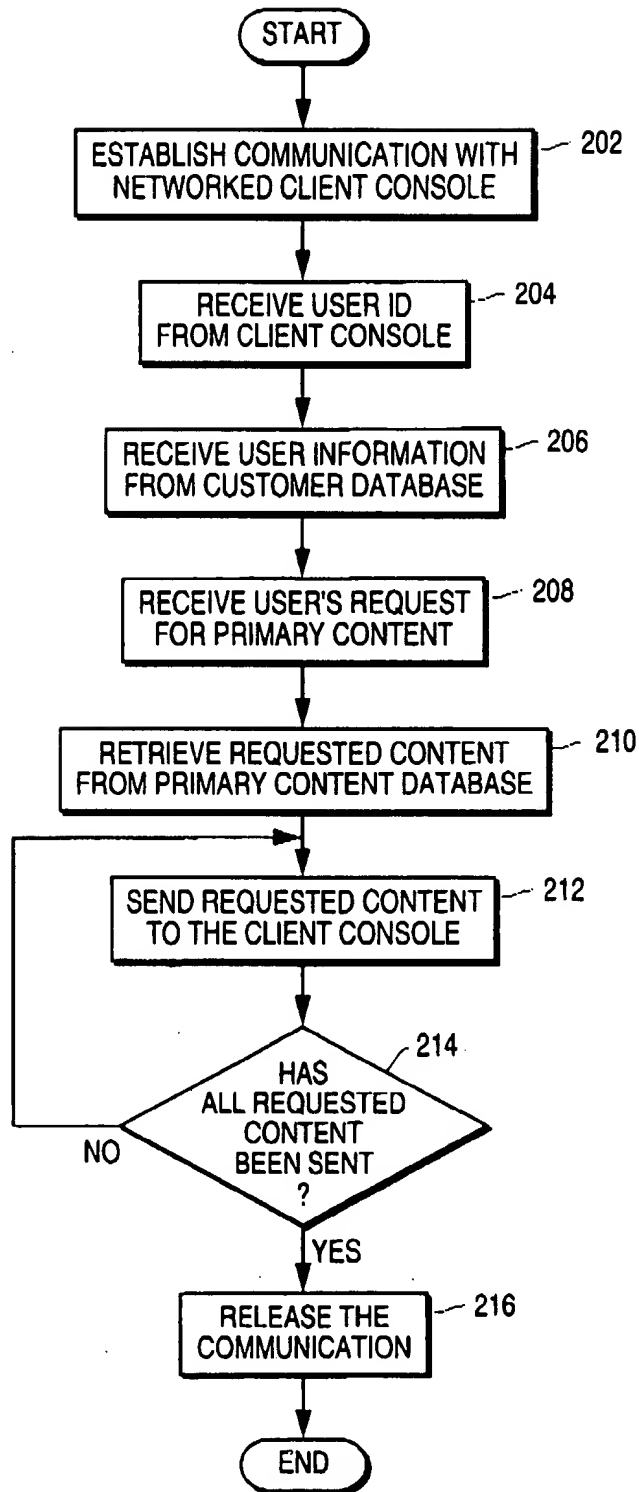 START
ESTABLISH COMMUNICATION WITH
NETWORKED CLIENT CONSOLE
202
RECEIVE USER ID
FROM CLIENT CONSOLE
204
RECEIVE USER INFORMATION
FROM CUSTOMER DATABASE
206
RECEIVE USER'S REQUEST
FOR PRIMARY CONTENT
208
RETRIEVE REQUESTED CONTENT
FROM PRIMARY CONTENT DATABASE
210
SEND REQUESTED CONTENT
TO THE CLIENT CONSOLE
212
HAS
ALL REQUESTED
CONTENT
BEEN SENT
?
214
NO
YES
RELEASE THE
COMMUNICATION
216
END